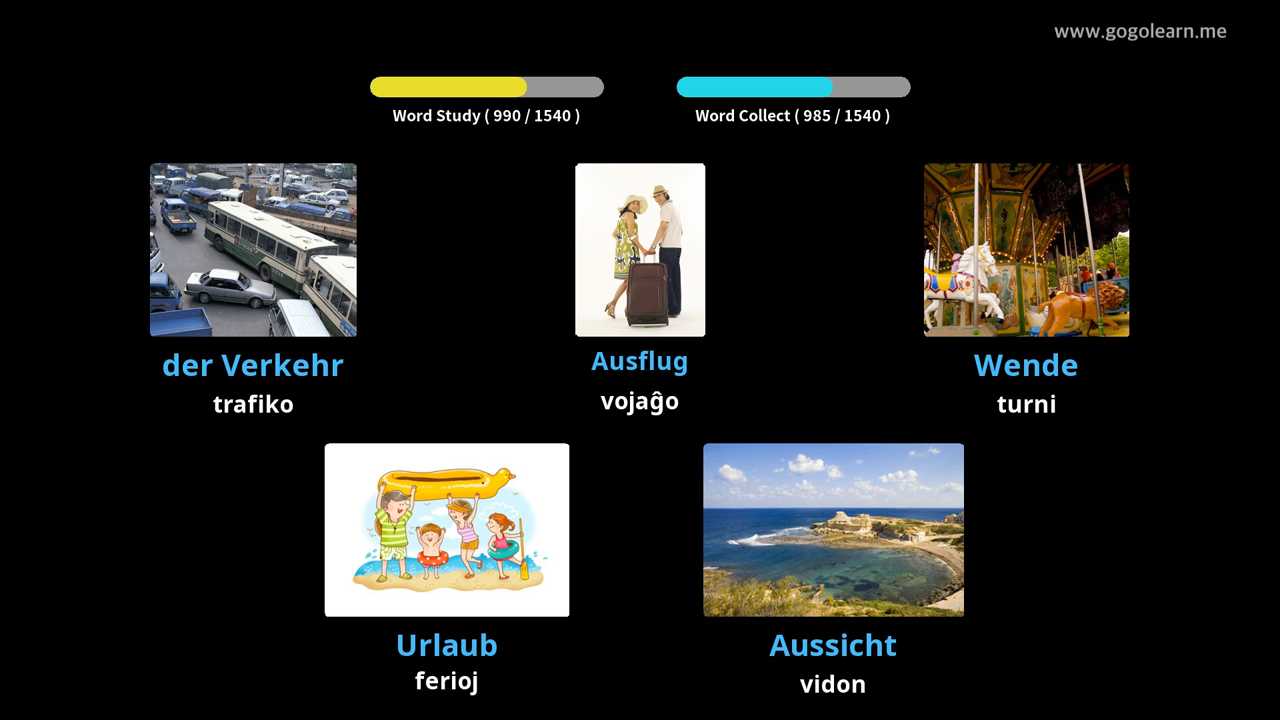 www.gogolearn.me
Word Study ( 990 / 1540 )
Word Collect ( 985 / 1540 )
der Verkehr
trafiko
Ausflug
vojaĝo
Wende
turni
Urlaub
ferioj
Aussicht
vidon